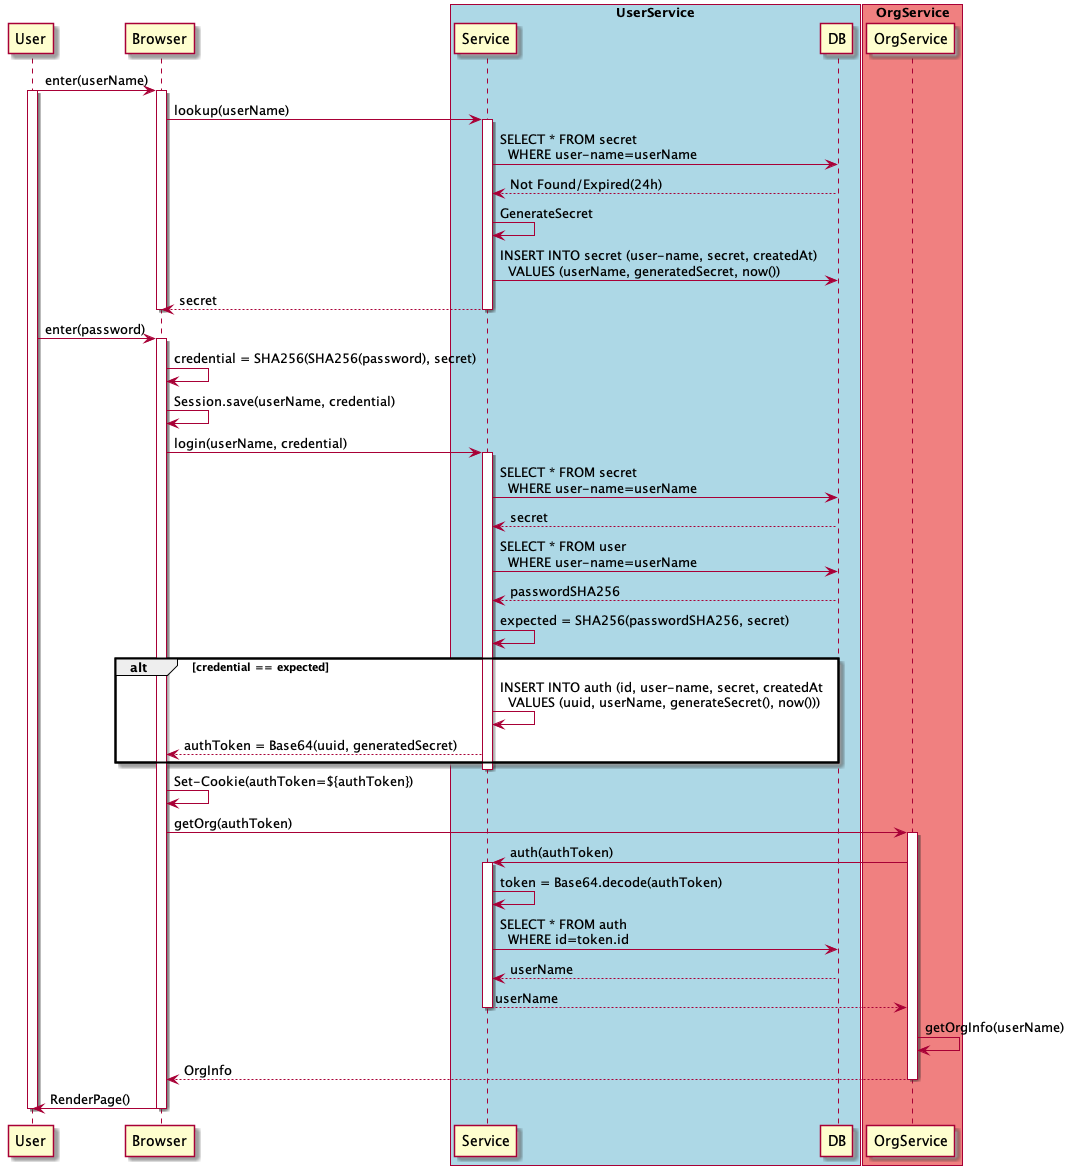 UserService
OrgService
User
Browser
Service
DB
OrgService
enter(userName)
lookup(userName)
SELECT * FROM secret
WHERE user-name=userName
Not Found/Expired(24h)
GenerateSecret
INSERT INTO secret (user-name, secret, createdAt)
VALUES (userName, generatedSecret, now())
secret
enter(password)
credential = SHA256(SHA256(password), secret)
Session.save(userName, credential)
login(userName, credential)
SELECT * FROM secret
WHERE user-name=userName
secret
SELECT * FROM user
WHERE user-name=userName
passwordSHA256
expected = SHA256(passwordSHA256, secret)
alt
[credential == expected]
INSERT INTO auth (id, user-name, secret, createdAt
VALUES (uuid, userName, generateSecret(), now()))
authToken = Base64(uuid, generatedSecret)
Set-Cookie(authToken=${authToken})
getOrg(authToken)
auth(authToken)
token = Base64.decode(authToken)
SELECT * FROM auth
WHERE id=token.id
userName
userName
getOrgInfo(userName)
OrgInfo
RenderPage()
User
Browser
Service
DB
OrgService